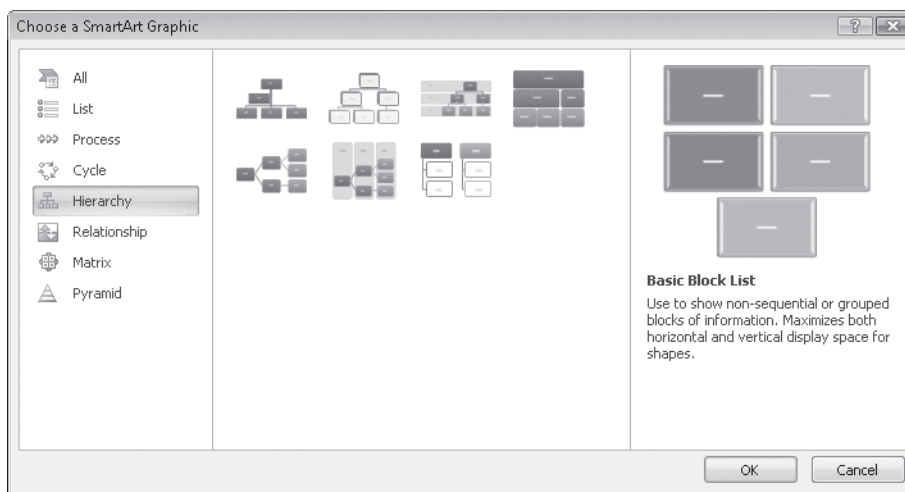 Choose a SmartArt Graphic
All
List
Process
Cycle
Hierarchy
Relationship
Matrix
Pyramid
Basic Block List
Use to show non-sequential or grouped
blocks of information. Maximizes both
horizontal and vertical display space for
shapes.
OK
Cancel